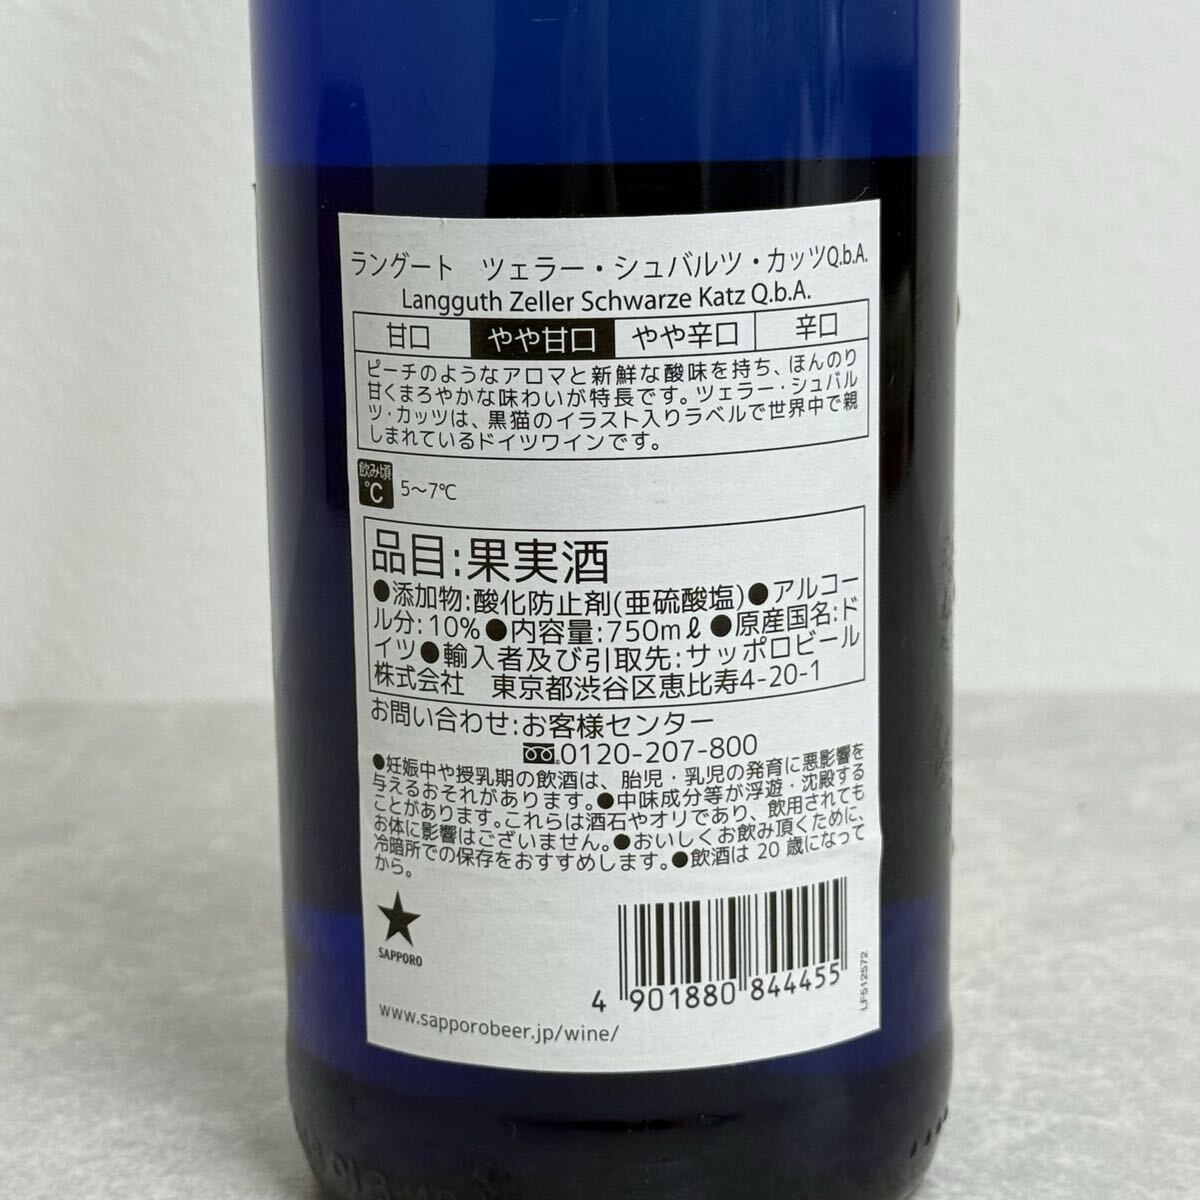 ラングート　ツェラー・シュバルツ・カッツQ.b.A.
Langguth Zeller Schwarze Katz Q.b.A.
甘口 やや甘口 やや辛口 辛口
ピーチのようなアロマと新鮮な酸味を持ち、ほんのり
甘くまろやかな味わいが特長です。ツェラー・シュバル
ツ・カッツは、黒猫のイラスト入りラベルで世界中で親
しまれているドイツワインです。
飲み頃
℃ 5～7℃
品目:果実酒
●添加物:酸化防止剤(亜硫酸塩)●アルコー
ル分:10%●内容量:750mℓ●原産国名:ド
イツ●輸入者及び引取先:サッポロビール
株式会社　東京都渋谷区恵比寿4-20-1
お問い合わせ:お客様センター
0120-207-800
●妊娠中や授乳期の飲酒は、胎児・乳児の発育に悪影響を
与えるおそれがあります。●中味成分等が浮遊・沈殿する
ことがあります。これらは酒石やオリであり、飲用されても
お体に影響はございません。●おいしくお飲み頂くために、
冷暗所での保存をおすすめします。●飲酒は 20 歳になって
から。
SAPPORO
www.sapporobeer.jp/wine/
4 901880 844455
LF512572